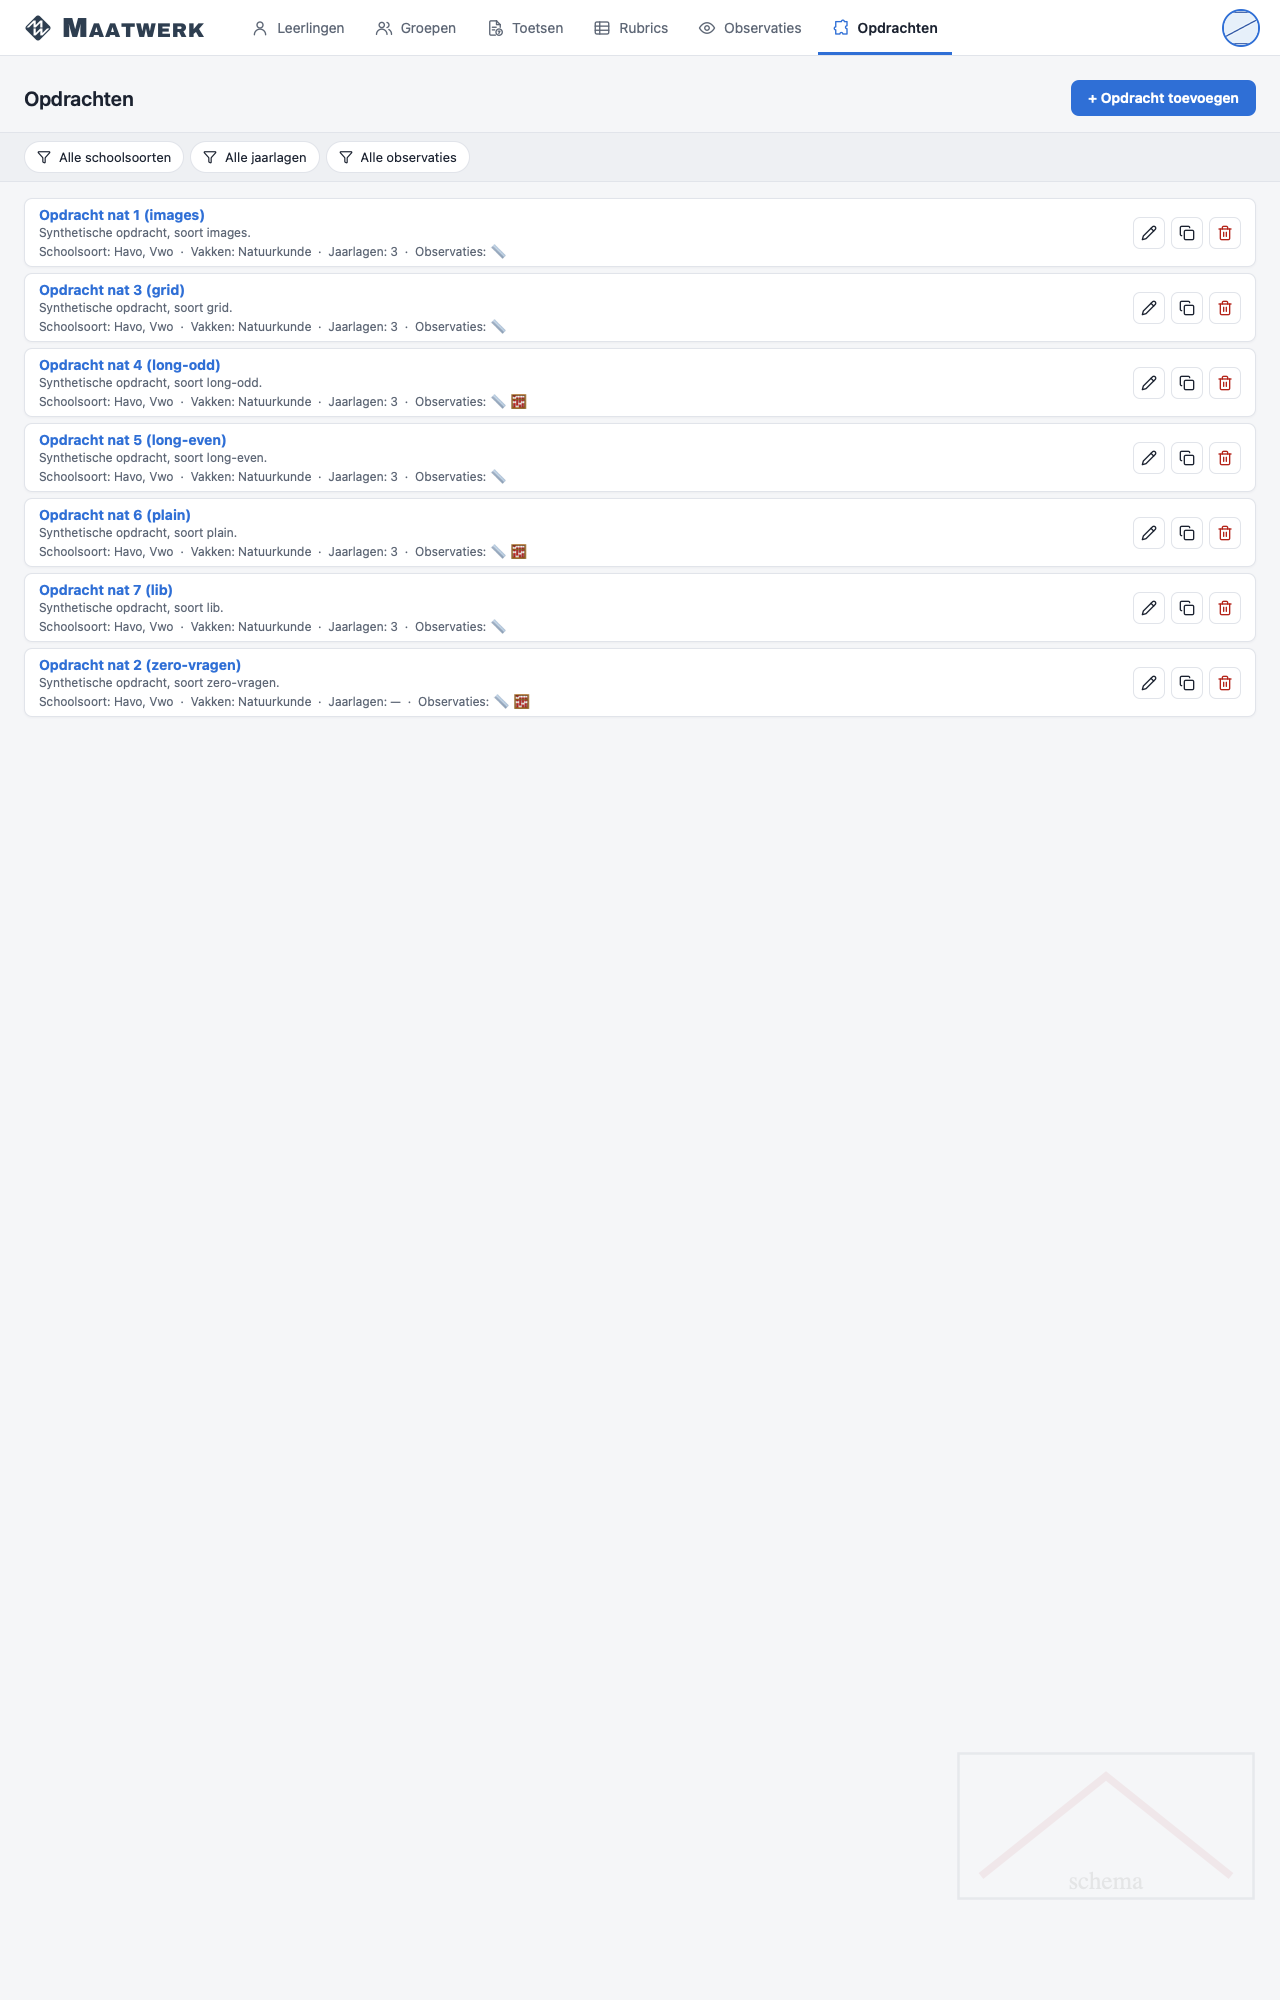 MAATWERK
Leerlingen
Groepen
Toetsen
Rubrics
Observaties
Opdrachten
Opdrachten
+ Opdracht toevoegen
Alle schoolsoorten
Alle jaarlagen
Alle observaties
Opdracht nat 1 (images)
Synthetische opdracht, soort images.
Schoolsoort: Havo, Vwo · Vakken: Natuurkunde · Jaarlagen: 3 · Observaties:
Opdracht nat 3 (grid)
Synthetische opdracht, soort grid.
Schoolsoort: Havo, Vwo · Vakken: Natuurkunde · Jaarlagen: 3 · Observaties:
Opdracht nat 4 (long-odd)
Synthetische opdracht, soort long-odd.
Schoolsoort: Havo, Vwo · Vakken: Natuurkunde · Jaarlagen: 3 · Observaties:
Opdracht nat 5 (long-even)
Synthetische opdracht, soort long-even.
Schoolsoort: Havo, Vwo · Vakken: Natuurkunde · Jaarlagen: 3 · Observaties:
Opdracht nat 6 (plain)
Synthetische opdracht, soort plain.
Schoolsoort: Havo, Vwo · Vakken: Natuurkunde · Jaarlagen: 3 · Observaties:
Opdracht nat 7 (lib)
Synthetische opdracht, soort lib.
Schoolsoort: Havo, Vwo · Vakken: Natuurkunde · Jaarlagen: 3 · Observaties:
Opdracht nat 2 (zero-vragen)
Synthetische opdracht, soort zero-vragen.
Schoolsoort: Havo, Vwo · Vakken: Natuurkunde · Jaarlagen: — · Observaties:
schema